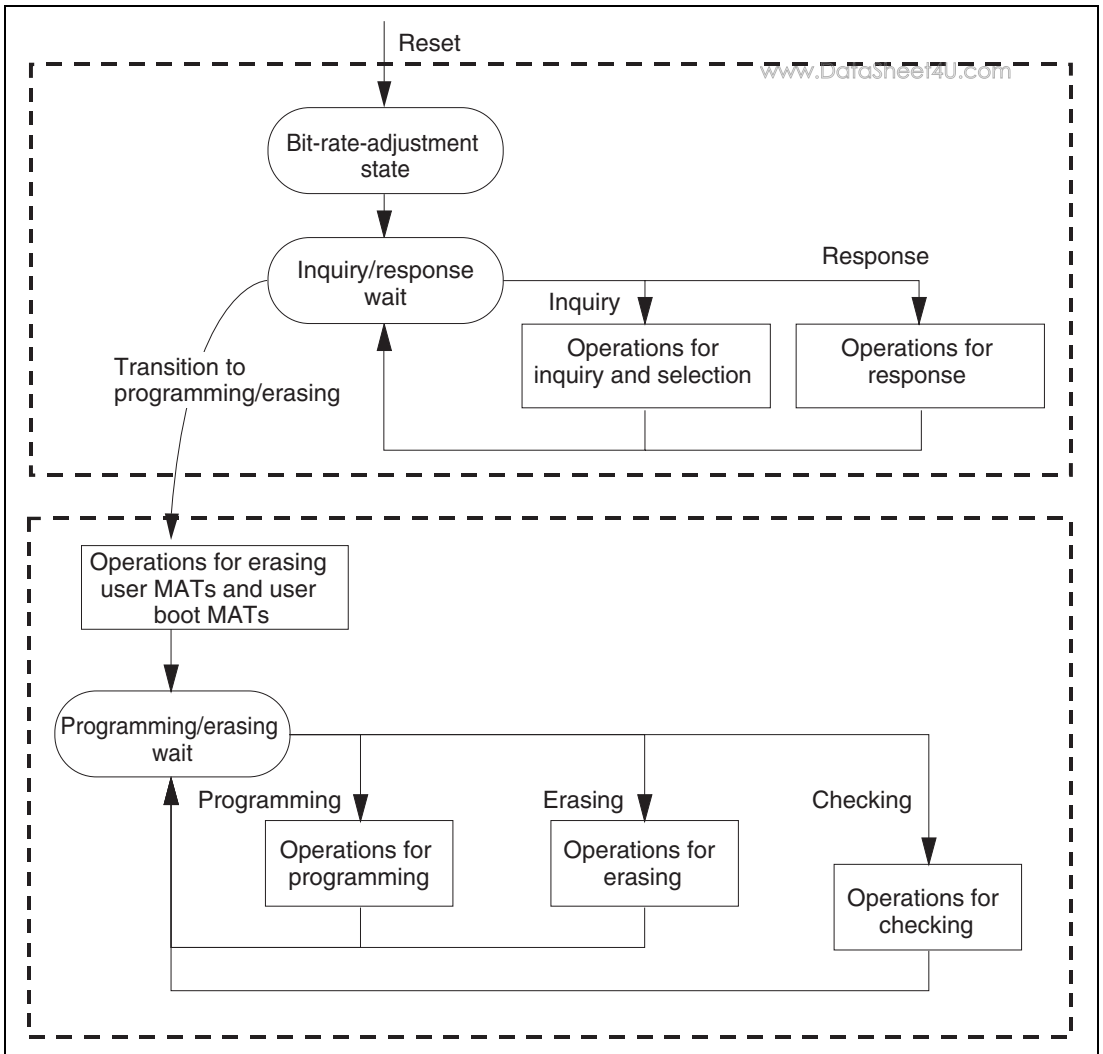 Reset
www.DataSheet4U.com
Bit-rate-adjustment
state
Inquiry/response
wait
Response
Inquiry
Operations for
inquiry and selection
Operations for
response
Transition to
programming/erasing
Operations for erasing
user MATs and user
boot MATs
Programming/erasing
wait
Programming
Erasing
Checking
Operations for
programming
Operations for
erasing
Operations for
checking